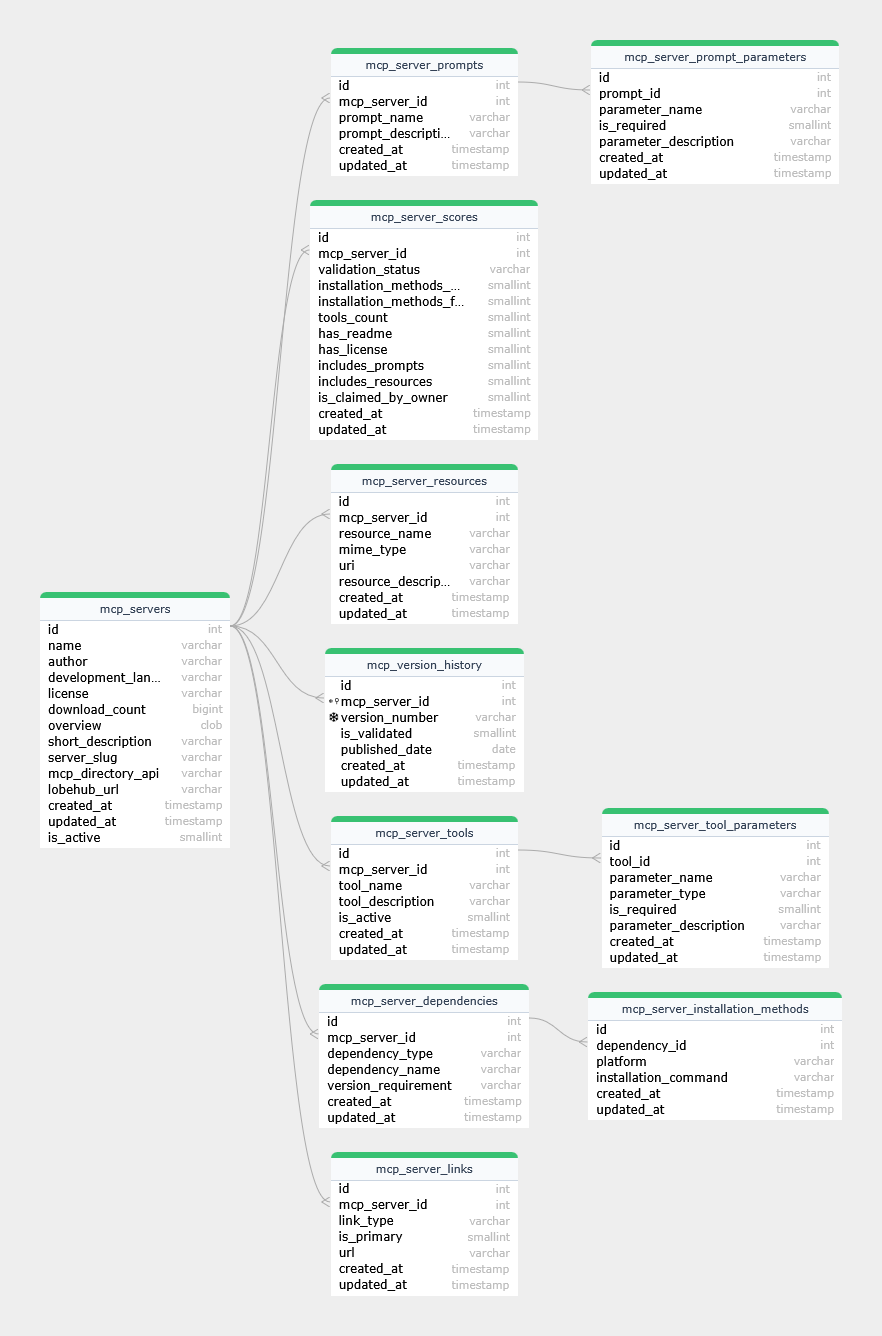 mcp_server_prompts
id int
mcp_server_id int
prompt_name varchar
prompt_descripti... varchar
created_at timestamp
updated_at timestamp
mcp_server_prompt_parameters
id int
prompt_id int
parameter_name varchar
is_required smallint
parameter_description varchar
created_at timestamp
updated_at timestamp
mcp_server_scores
id int
mcp_server_id int
validation_status varchar
installation_methods_... smallint
installation_methods_f... smallint
tools_count smallint
has_readme smallint
has_license smallint
includes_prompts smallint
includes_resources smallint
is_claimed_by_owner smallint
created_at timestamp
updated_at timestamp
mcp_server_resources
id int
mcp_server_id int
resource_name varchar
mime_type varchar
uri varchar
resource_descrip... varchar
created_at timestamp
updated_at timestamp
mcp_servers
id int
name varchar
author varchar
development_lan... varchar
license varchar
download_count bigint
overview clob
short_description varchar
server_slug varchar
mcp_directory_api varchar
lobehub_url varchar
created_at timestamp
updated_at timestamp
is_active smallint
mcp_version_history
id int
mcp_server_id int
version_number varchar
is_validated smallint
published_date date
created_at timestamp
updated_at timestamp
mcp_server_tools
id int
mcp_server_id int
tool_name varchar
tool_description varchar
is_active smallint
created_at timestamp
updated_at timestamp
mcp_server_tool_parameters
id int
tool_id int
parameter_name varchar
parameter_type varchar
is_required smallint
parameter_description varchar
created_at timestamp
updated_at timestamp
mcp_server_dependencies
id int
mcp_server_id int
dependency_type varchar
dependency_name varchar
version_requirement varchar
created_at timestamp
updated_at timestamp
mcp_server_installation_methods
id int
dependency_id int
platform varchar
installation_command varchar
created_at timestamp
updated_at timestamp
mcp_server_links
id int
mcp_server_id int
link_type varchar
is_primary smallint
url varchar
created_at timestamp
updated_at timestamp